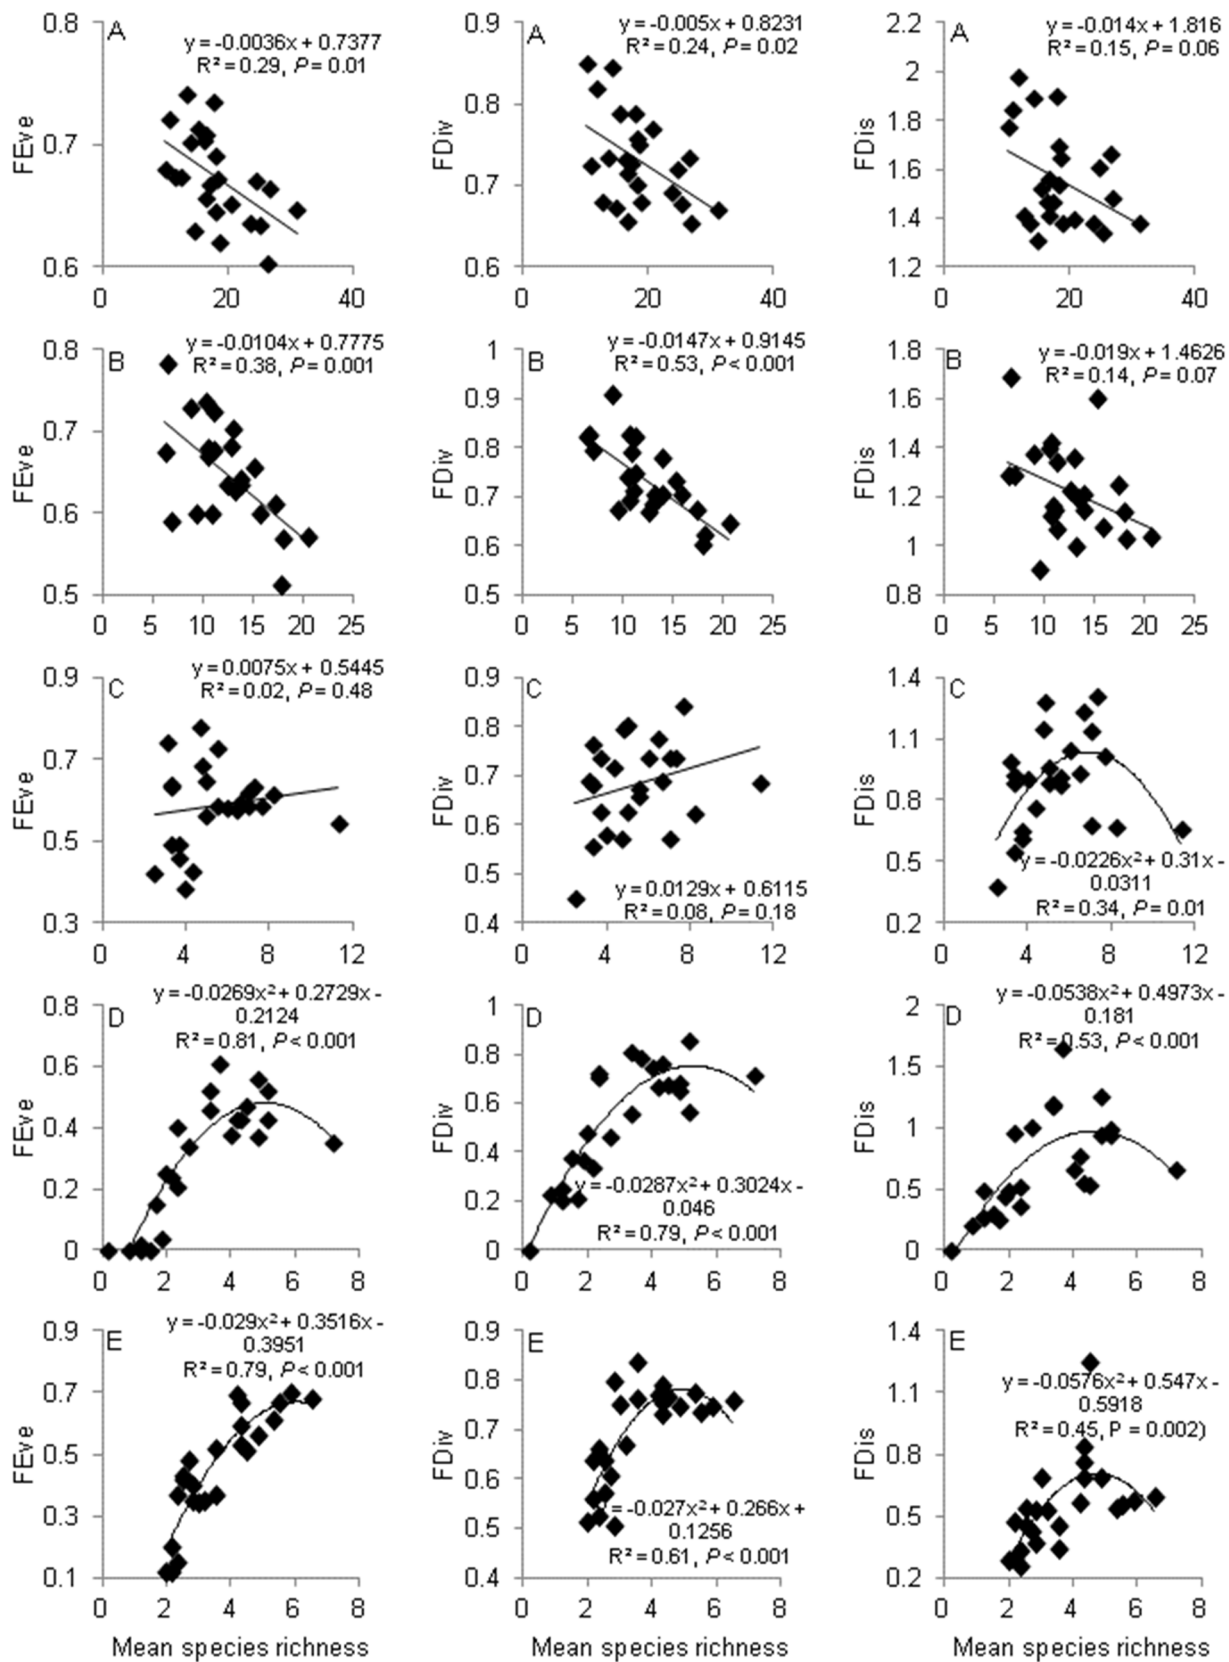 A
y = -0.0036x + 0.7377
R² = 0.29, P = 0.01
FEve
0.8
0.7
0.6
0 20 40
A
y = -0.005x + 0.8231
R² = 0.24, P = 0.02
FDiv
0.9
0.8
0.7
0.6
0 20 40
A
y = -0.014x + 1.816
R² = 0.15, P = 0.06
FDis
2.2
2
1.8
1.6
1.4
1.2
0 20 40
B
y = -0.0104x + 0.7775
R² = 0.38, P = 0.001
FEve
0.8
0.7
0.6
0.5
0 5 10 15 20 25
B
y = -0.0147x + 0.9145
R² = 0.53, P < 0.001
FDiv
1
0.9
0.8
0.7
0.6
0.5
0 5 10 15 20 25
B
y = -0.019x + 1.4626
R² = 0.14, P = 0.07
FDis
1.8
1.6
1.4
1.2
1
0.8
0 5 10 15 20 25
C
y = 0.0075x + 0.5445
R² = 0.02, P = 0.48
FEve
0.9
0.7
0.5
0.3
0 4 8 12
C
y = 0.0129x + 0.6115
R² = 0.08, P = 0.18
FDiv
0.9
0.8
0.7
0.6
0.5
0.4
0 4 8 12
C
y = -0.0226x² + 0.31x -
0.0311
R² = 0.34, P = 0.01
FDis
1.4
1.1
0.8
0.5
0.2
0 4 8 12
D
y = -0.0269x² + 0.2729x -
0.2124
R² = 0.81, P < 0.001
FEve
0.8
0.6
0.4
0.2
0
0 2 4 6 8
D
y = -0.0287x² + 0.3024x -
0.046
R² = 0.79, P < 0.001
FDiv
1
0.8
0.6
0.4
0.2
0
0 2 4 6 8
D
y = -0.0538x² + 0.4973x -
0.181
R² = 0.53, P < 0.001
FDis
2
1.5
1
0.5
0
0 2 4 6 8
E
y = -0.029x² + 0.3516x -
0.3951
R² = 0.79, P < 0.001
FEve
0.9
0.7
0.5
0.3
0.1
0 2 4 6 8
Mean species richness
E
= -0.027x² + 0.266x +
0.1256
R² = 0.61, P < 0.001
FDiv
0.9
0.8
0.7
0.6
0.5
0.4
0 2 4 6 8
Mean species richness
E
y = -0.0576x² + 0.547x -
0.5918
R² = 0.45, P = 0.002)
FDis
1.4
1.1
0.8
0.5
0.2
0 2 4 6 8
Mean species richness